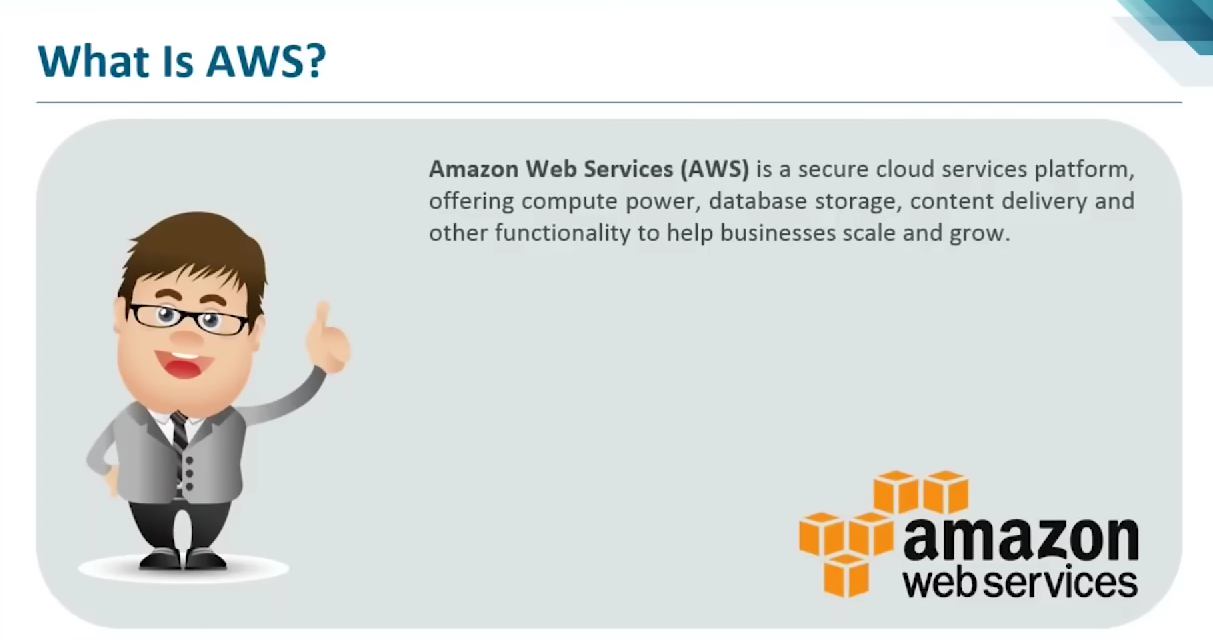 What Is AWS?
Amazon Web Services (AWS) is a secure cloud services platform,
offering compute power, database storage, content delivery and
other functionality to help businesses scale and grow.
amazon
web services